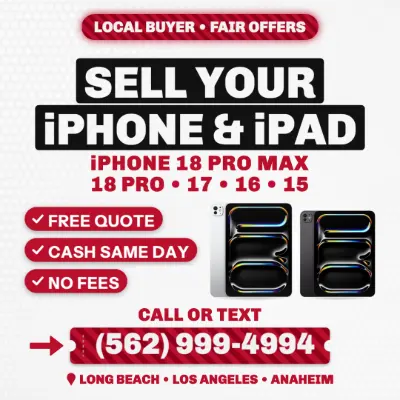 LOCAL BUYER • FAIR OFFERS
SELL YOUR
iPHONE & iPAD
iPHONE 18 PRO MAX
18 PRO • 17 • 16 • 15
FREE QUOTE
CASH SAME DAY
NO FEES
CALL OR TEXT
(562) 999-4994
LONG BEACH • LOS ANGELES • ANAHEIM